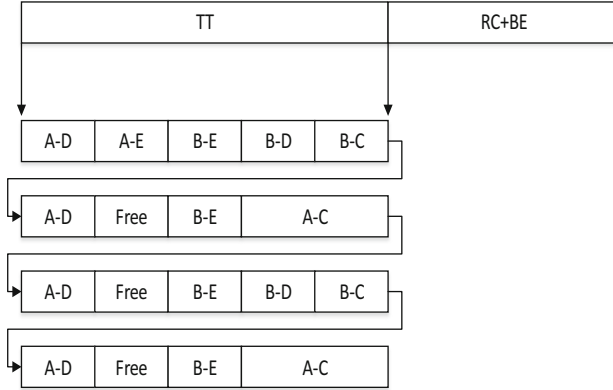 TT RC+BE
A-D A-E B-E B-D B-C
A-D Free B-E A-C
A-D Free B-E B-D B-C
A-D Free B-E A-C